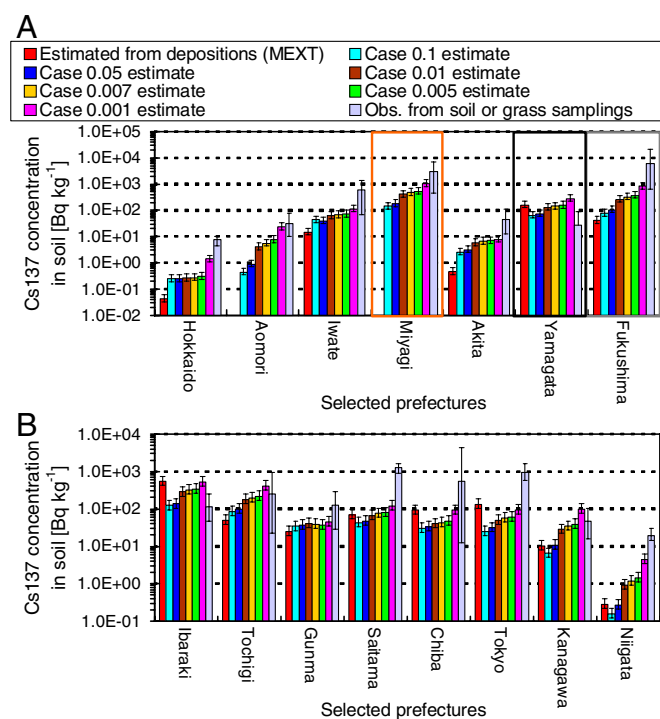 A
Estimated from depositions (MEXT)
Case 0.1 estimate
Case 0.05 estimate
Case 0.01 estimate
Case 0.007 estimate
Case 0.005 estimate
Case 0.001 estimate
Obs. from soil or grass samplings
Cs137 concentration
in soil [Bq kg-1]
1.0E+05
1.0E+04
1.0E+03
1.0E+02
1.0E+01
1.0E+00
1.0E-01
1.0E-02
Hokkaido
Aomori
Iwate
Miyagi
Akita
Yamagata
Fukushima
Selected prefectures
B
Cs137 concentration
in soil [Bq kg-1]
1.0E+04
1.0E+03
1.0E+02
1.0E+01
1.0E+00
1.0E-01
Ibaraki
Tochigi
Gunma
Saitama
Chiba
Tokyo
Kanagawa
Niigata
Selected prefectures